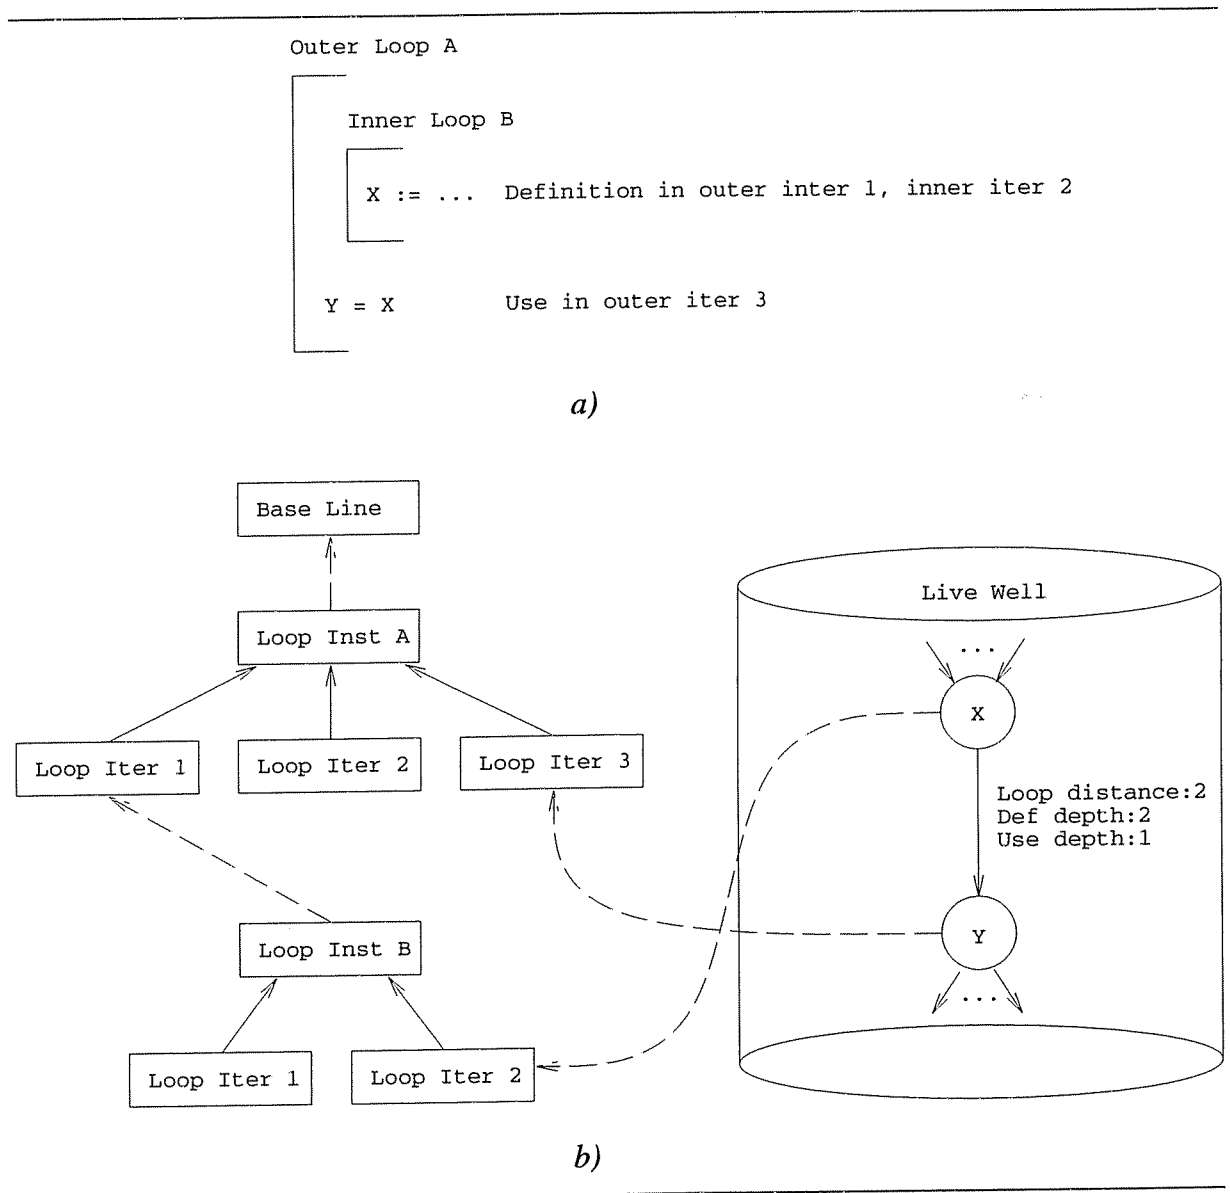 Outer Loop A
Inner Loop B
X := ... Definition in outer inter 1, inner iter 2
Y = X Use in outer iter 3
a)
Base Line
Live Well
Loop Inst A
...
X
Loop Iter 1
Loop Iter 2
Loop Iter 3
Loop distance:2
Def depth:2
Use depth:1
Loop Inst B
Y
...
Loop Iter 1
Loop Iter 2
b)